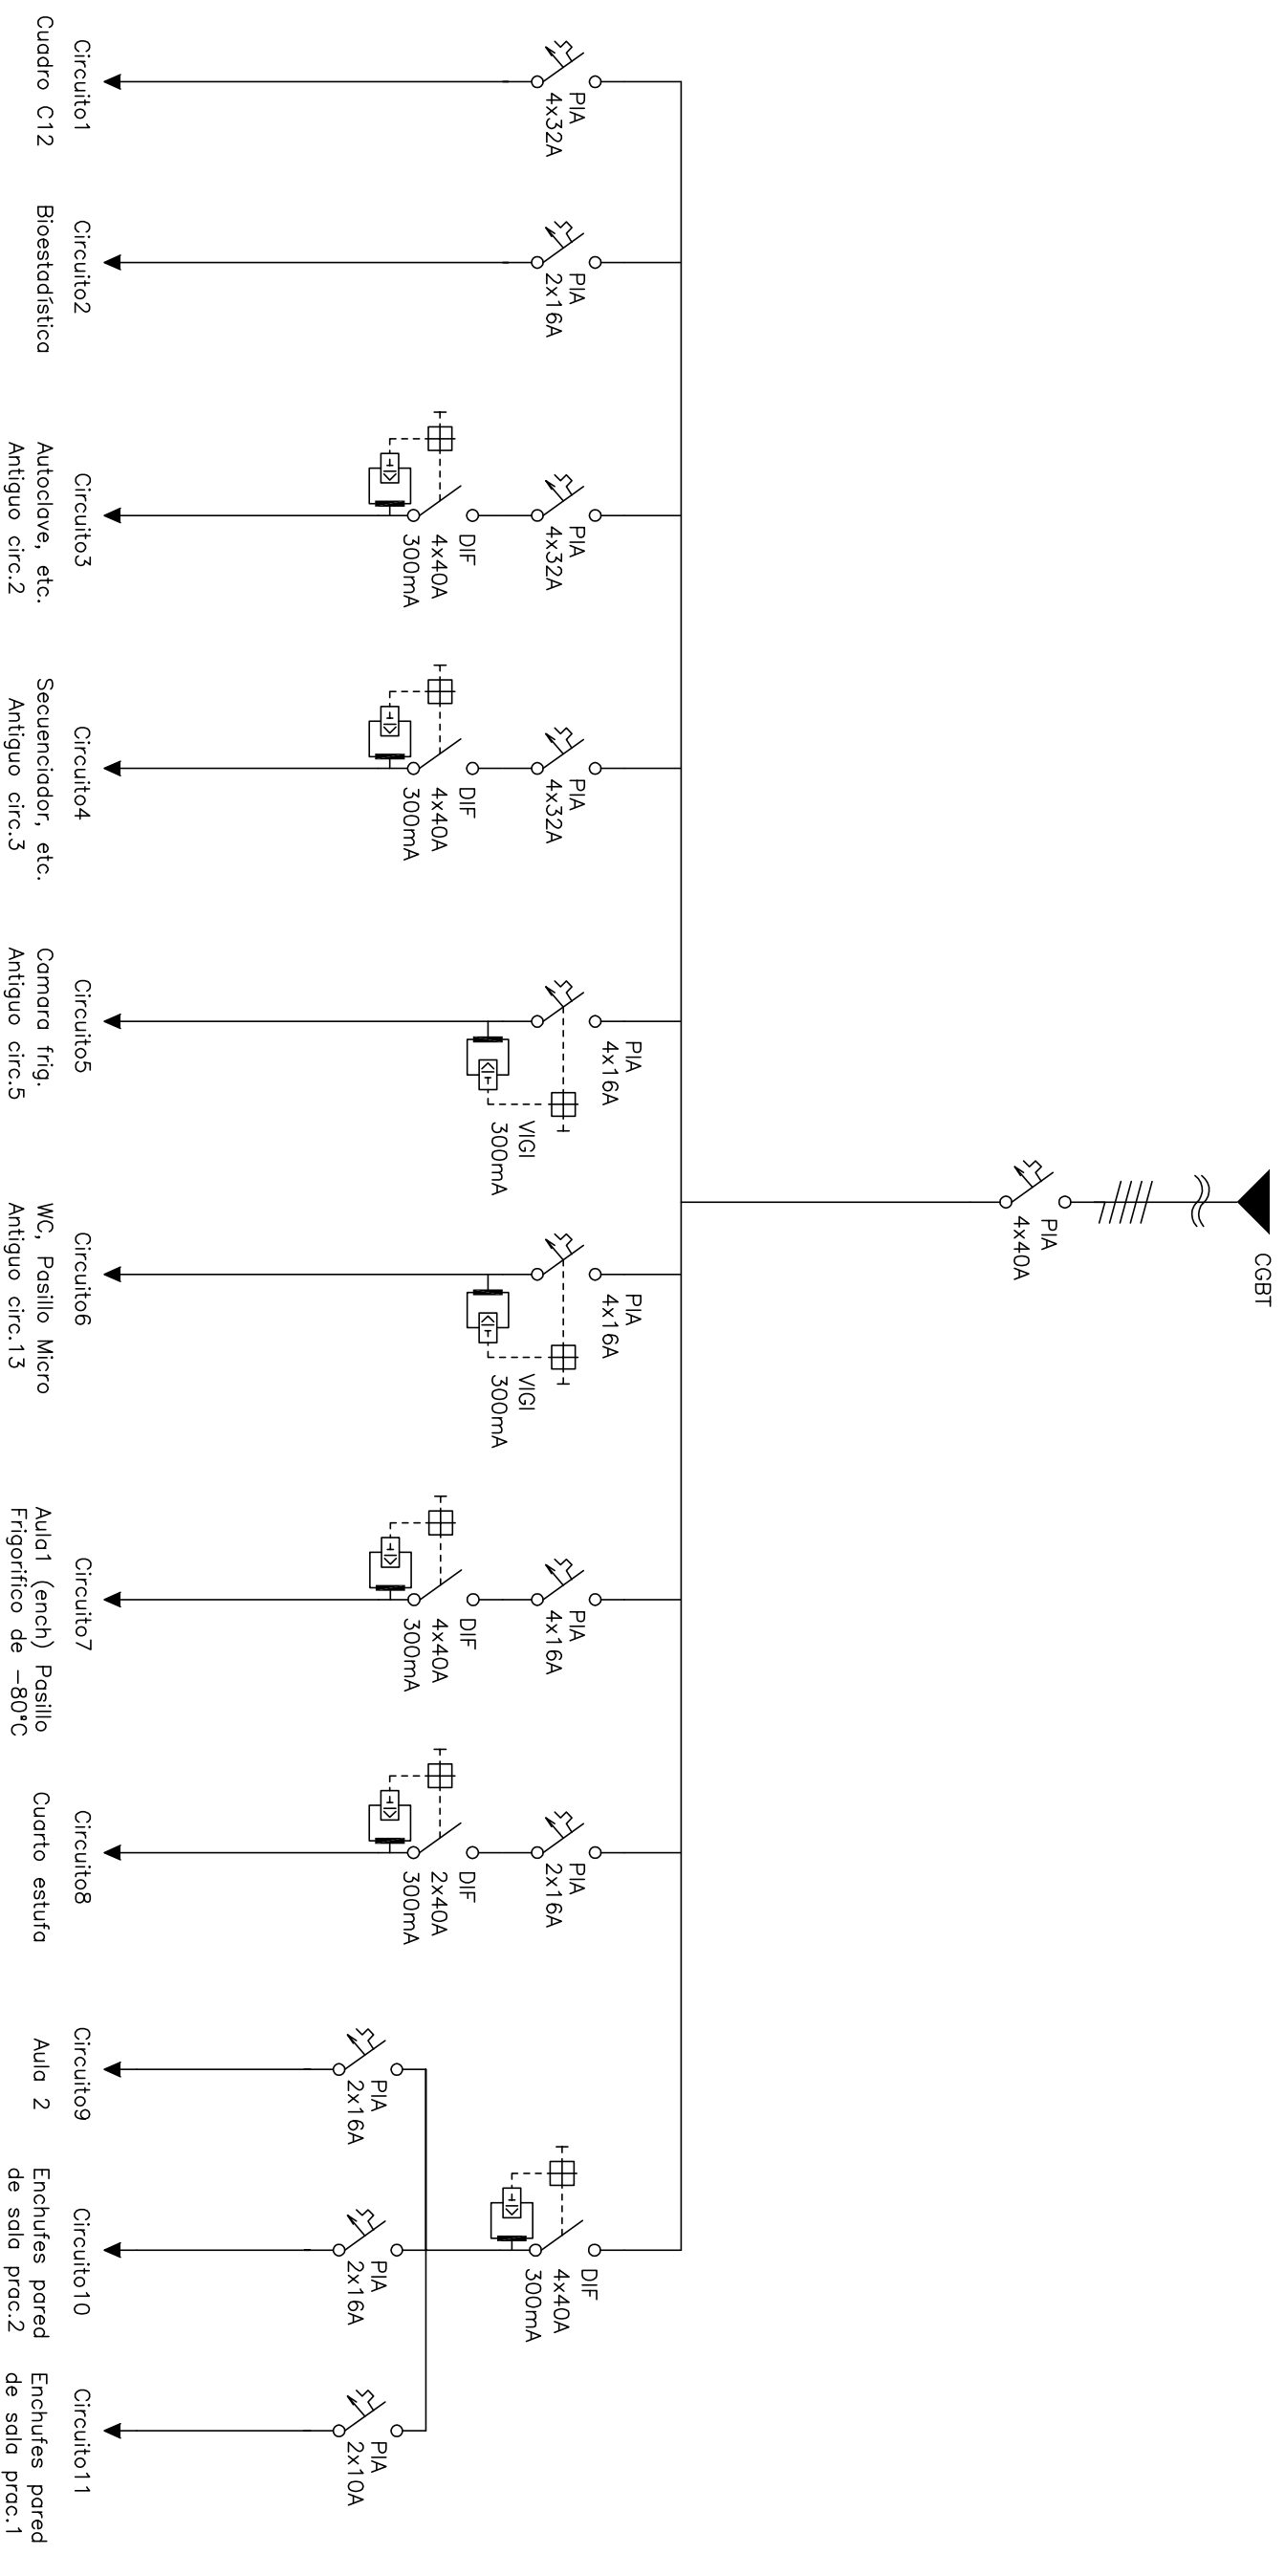 CGBT
PIA
4x40A
PIA
4x32A
Circuito1
Cuadro C12
PIA
2x16A
Circuito2
Bioestadística
PIA
4x32A
DIF
4x40A
300mA
Circuito3
Autoclave, etc.
Antiguo circ.2
PIA
4x32A
DIF
4x40A
300mA
Circuito4
Secuenciador, etc.
Antiguo circ.3
PIA
4x16A
VIGI
300mA
Circuito5
Camara frig.
Antiguo circ.5
PIA
4x16A
VIGI
300mA
Circuito6
WC, Pasillo Micro
Antiguo circ.13
PIA
4x16A
DIF
4x40A
300mA
Circuito7
Aula1 (ench) Pasillo
Frigorifico de −80°C
PIA
2x16A
DIF
2x40A
300mA
Circuito8
Cuarto estufa
DIF
4x40A
300mA
PIA
2x16A
Circuito9
Aula 2
PIA
2x16A
Circuito10
Enchufes pared
de sala prac.2
PIA
2x10A
Circuito11
Enchufes pared
de sala prac.1